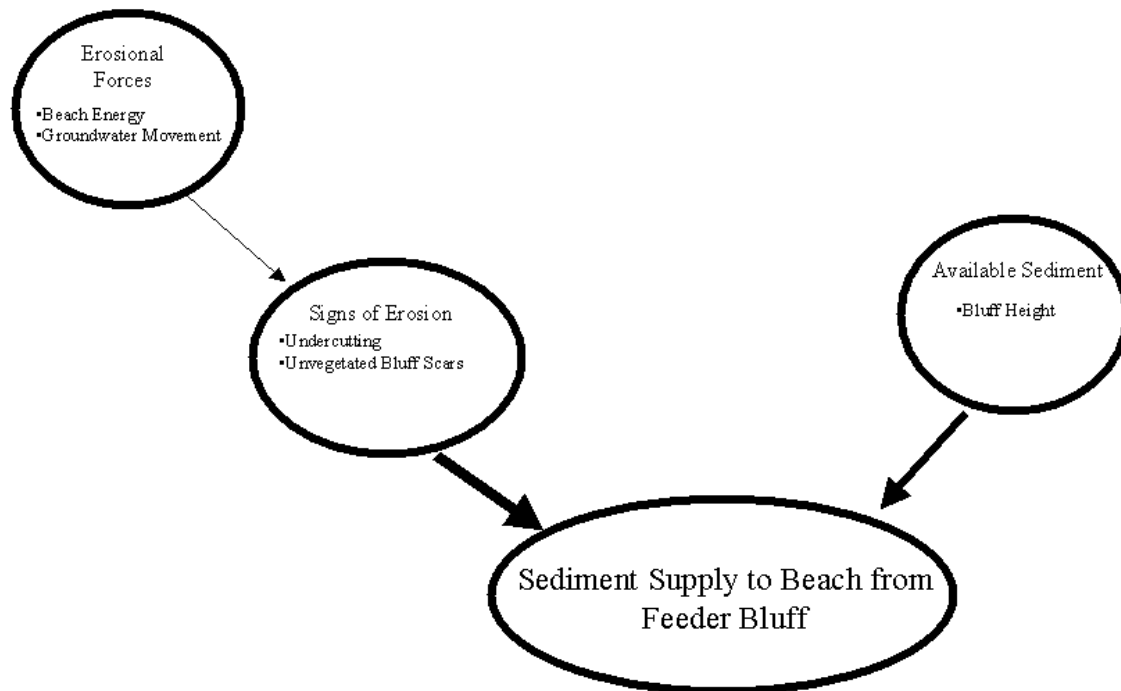 Erosional
Forces
▪Beach Energy
▪Groundwater Movement
Signs of Erosion
▪Undercutting
▪Unvegetated Bluff Scars
Available Sediment
▪Bluff Height
Sediment Supply to Beach from
Feeder Bluff